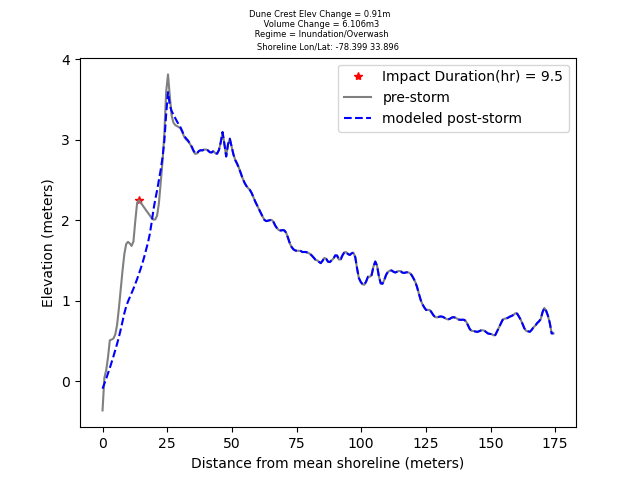 Dune Crest Elev Change = 0.91m
Volume Change = 6.106m3
Regime = Inundation/Overwash
Shoreline Lon/Lat: -78.399 33.896
Impact Duration(hr) = 9.5
pre-storm
modeled post-storm
Elevation (meters)
4
3
2
1
0
0 25 50 75 100 125 150 175
Distance from mean shoreline (meters)